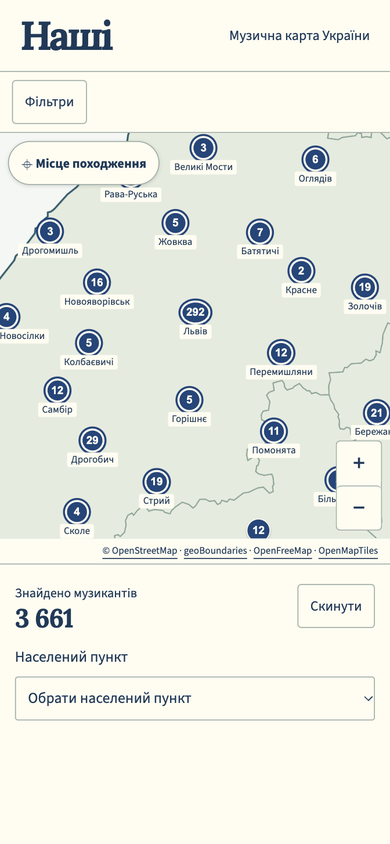 Наші
Музична карта України
Фільтри
Місце походження
3
Великі Мости
6
Оглядів
Рава-Руська
3
Дрогомишль
5
Жовква
7
Батятичі
2
Красне
16
Новояворівськ
19
Золочів
292
Львів
4
Новосілки
5
Колбаєвичі
12
Перемишляни
12
Самбір
5
Горішнє
21
Бережан
11
Помонята
29
Дрогобич
19
Стрий
Біль
4
Сколе
12
+
−
© OpenStreetMap · geoBoundaries · OpenFreeMap · OpenMapTiles
Знайдено музикантів
3 661
Скинути
Населений пункт
Обрати населений пункт